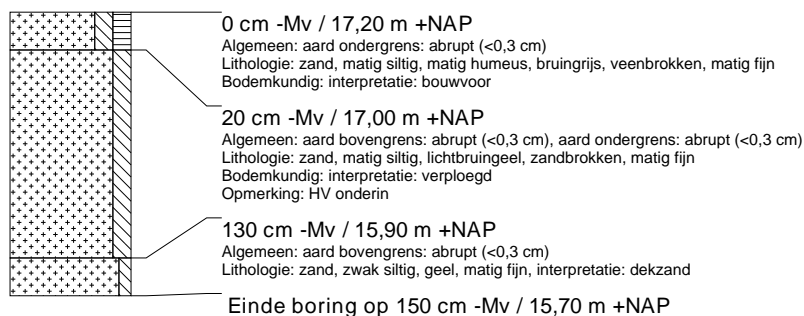 0 cm -Mv / 17,20 m +NAP
Algemeen: aard ondergrens: abrupt (<0,3 cm)
Lithologie: zand, matig siltig, matig humeus, bruingrijs, veenbrokken, matig fijn
Bodemkundig: interpretatie: bouwvoor
20 cm -Mv / 17,00 m +NAP
Algemeen: aard bovengrens: abrupt (<0,3 cm), aard ondergrens: abrupt (<0,3 cm)
Lithologie: zand, matig siltig, lichtbruingeel, zandbrokken, matig fijn
Bodemkundig: interpretatie: verploegd
Opmerking: HV onderin
130 cm -Mv / 15,90 m +NAP
Algemeen: aard bovengrens: abrupt (<0,3 cm)
Lithologie: zand, zwak siltig, geel, matig fijn, interpretatie: dekzand
Einde boring op 150 cm -Mv / 15,70 m +NAP